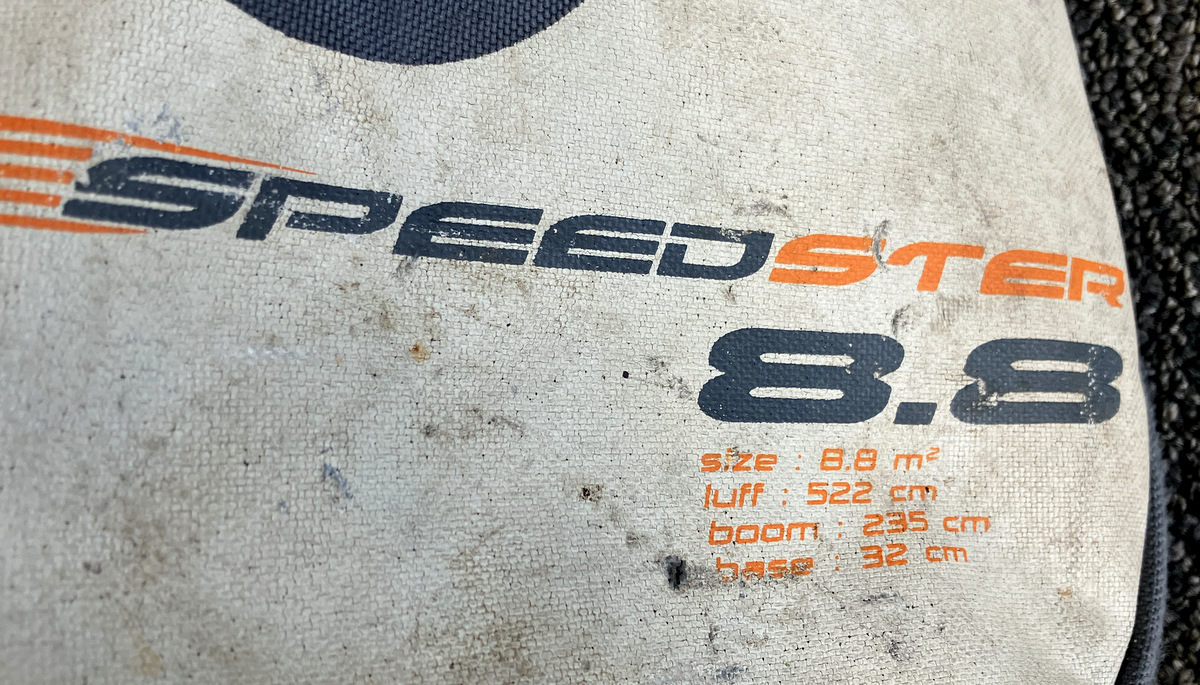 SPEEDSTER
8.8
size : 8.8 m²
luff : 522 cm
boom : 235 cm
base : 32 cm